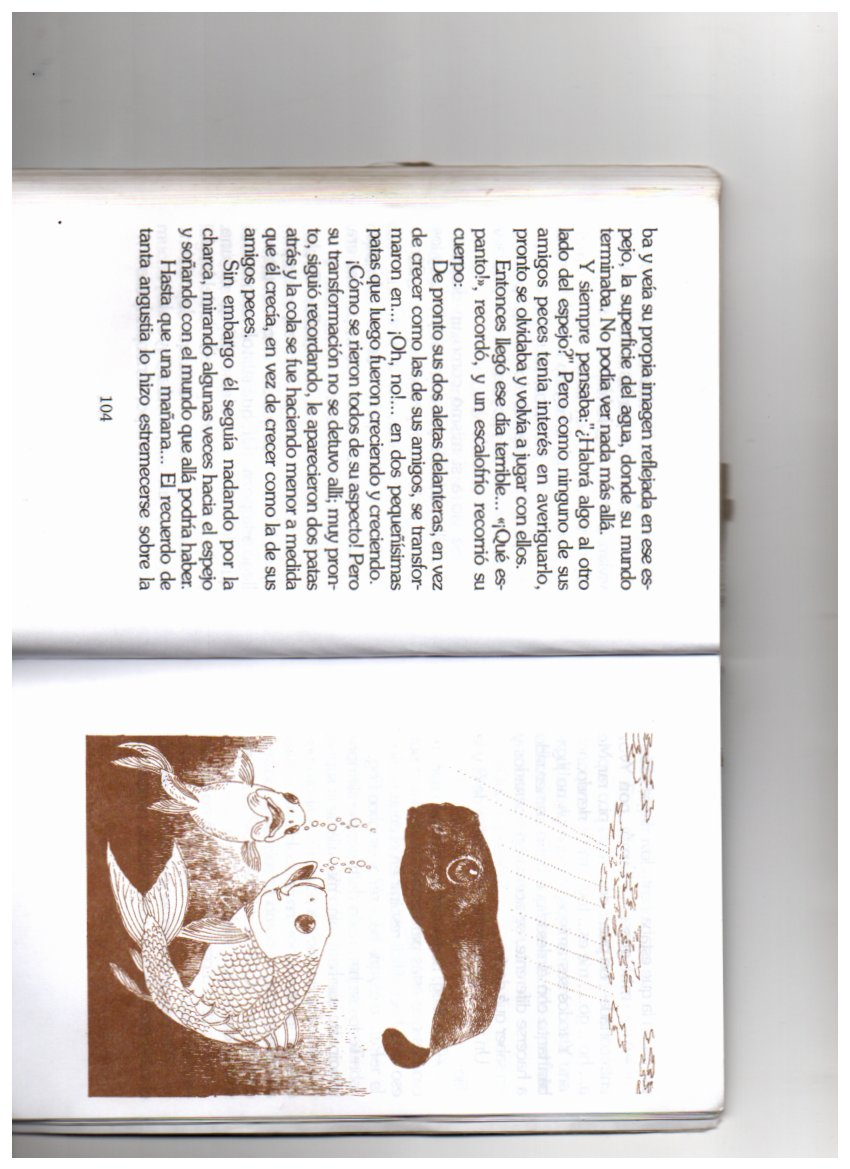 ba y veía su propia imagen reflejada en ese es-
pejo, la superficie del agua, donde su mundo
terminaba. No podía ver nada más allá.
Y siempre pensaba:"¿Habrá algo al otro
lado del espejo?" Pero como ninguno de sus
amigos peces tenía interés en averiguarlo,
pronto se olvidaba y volvía a jugar con ellos.
Entonces llegó ese día terrible... «¡Qué es-
panto!», recordó, y un escalofrío recorrió su
cuerpo:
De pronto sus dos aletas delanteras, en vez
de crecer como las de sus amigos, se transfor-
maron en... ¡Oh, no!... en dos pequeñísimas
patas que luego fueron creciendo y creciendo.
¡Cómo se rieron todos de su aspecto! Pero
su transformación no se detuvo allí; muy pron-
to, siguió recordando, le aparecieron dos patas
atrás y la cola se fue haciendo menor a medida
que él crecía, en vez de crecer como la de sus
amigos peces.
Sin embargo él seguía nadando por la
charca, mirando algunas veces hacia el espejo
y soñando con el mundo que allá podría haber.
Hasta que una mañana... El recuerdo de
tanta angustia lo hizo estremecerse sobre la
104